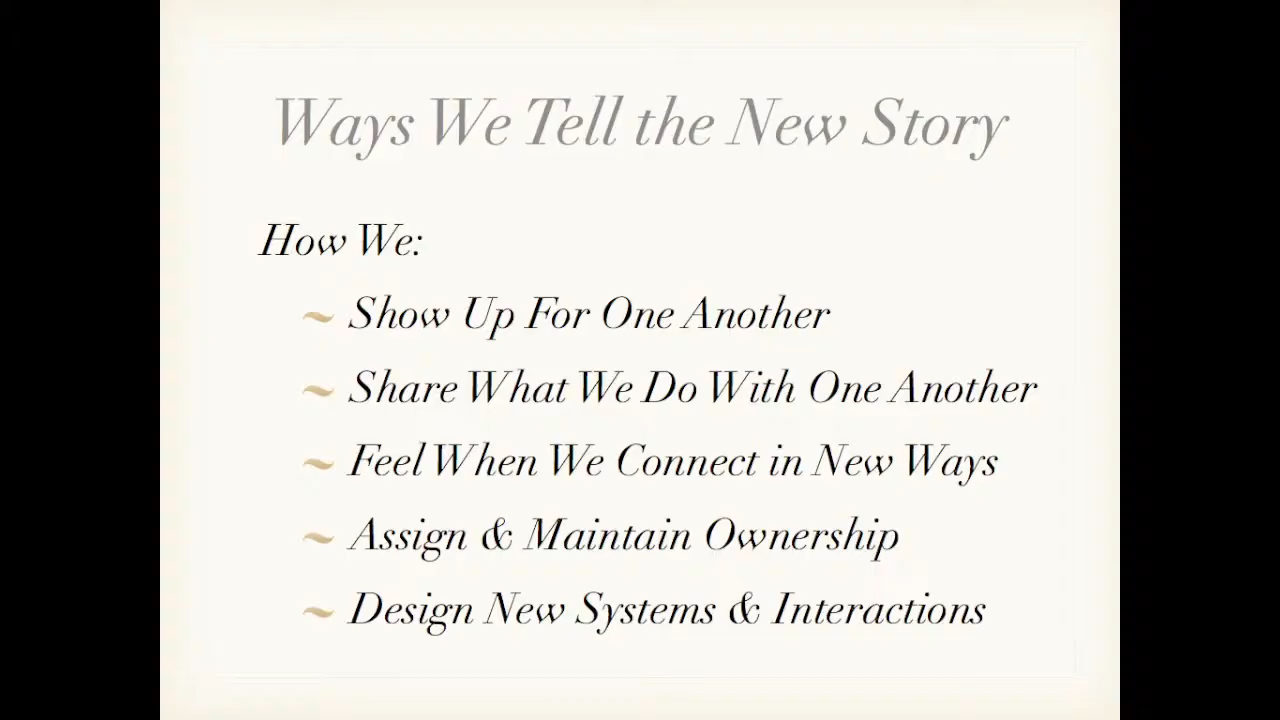 Ways We Tell the New Story
How We:
Show Up For One Another
Share What We Do With One Another
Feel When We Connect in New Ways
Assign & Maintain Ownership
Design New Systems & Interactions